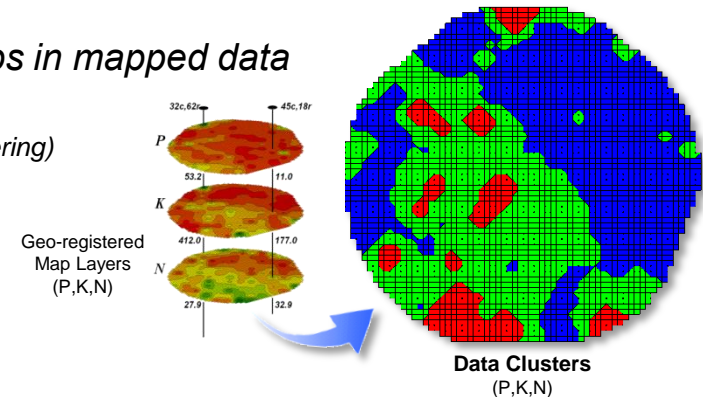 ps in mapped data
ering)
32c,62r 45c,18r
P
53.2 11.0
K
Geo-registered
Map Layers
(P,K,N)
412.0 177.0
N
27.9 32.9
Data Clusters
(P,K,N)